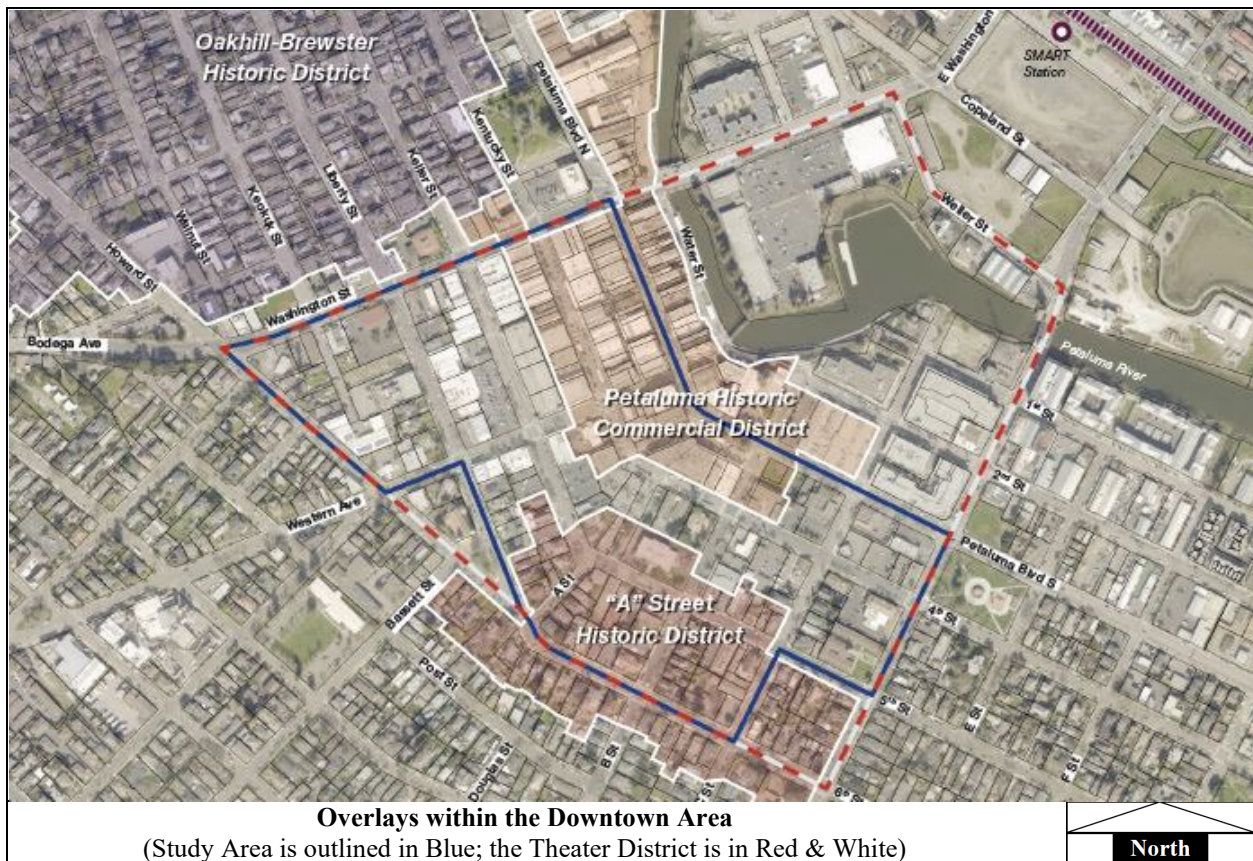 Oakhill-Brewster
Historic District
Petaluma Blvd N
E Washington
SMART
Station
Copeland St
Kentucky St
Keller St
Liberty St
Keokuk St
Walnut St
Howard St
Washington St
Bodega Ave
Water St
Weller St
Petaluma River
1st St
2nd St
Petaluma Historic
Commercial District
Western Ave
Petaluma Blvd S
4th St
"A" Street
Historic District
A St
Bassett St
Post St
5th St
E St
F St
Douglas St
B St
6th St
Overlays within the Downtown Area
(Study Area is outlined in Blue; the Theater District is in Red & White)
North